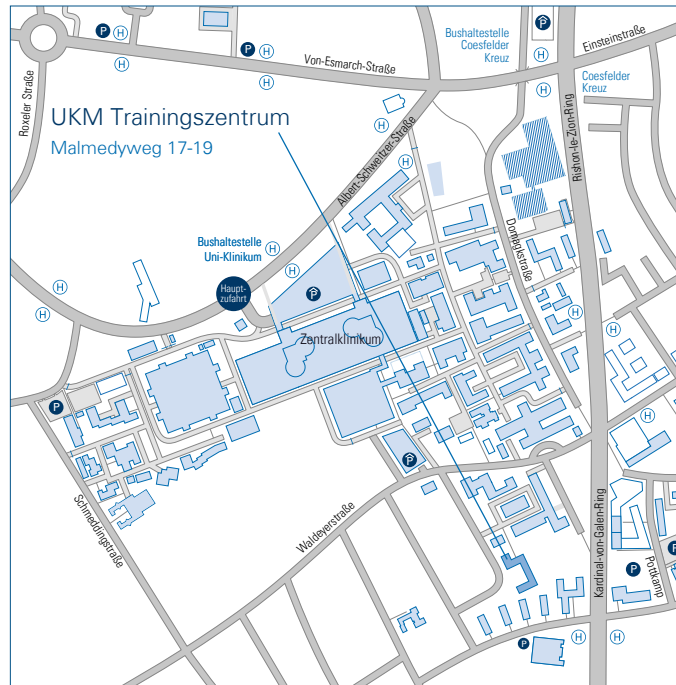 P
H
H
P
H
H
Von-Esmarch-Straße
Bushaltestelle
Coesfelder
Kreuz
P
Einsteinstraße
H
H
Coesfelder
Kreuz
H
Roxeler Straße
UKM Trainingszentrum
Malmedyweg 17-19
H
H
Albert-Schweitzer-Straße
Rishon-le-Zion-Ring
Domagkstraße
Bushaltestelle
Uni-Klinikum
H
H
Haupt-
zufahrt
P
H
H
Zentralklinikum
H
H
P
H
P
Schmeddingstraße
Waldeyerstraße
Kardinal-von-Galen-Ring
Pottkamp
P
P
P
H
H